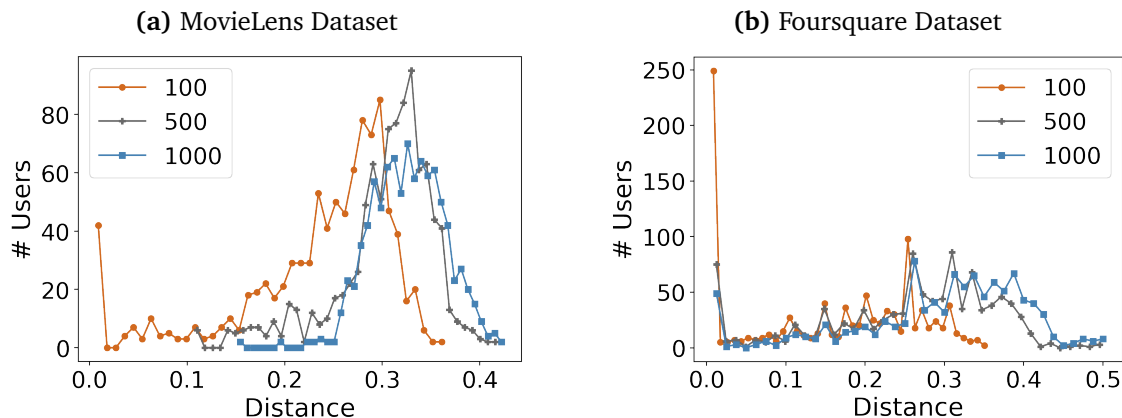 (a) MovieLens Dataset
100
500
1000
# Users
80
60
40
20
0
0.0 0.1 0.2 0.3 0.4
Distance
(b) Foursquare Dataset
100
500
1000
# Users
250
200
150
100
50
0
0.0 0.1 0.2 0.3 0.4 0.5
Distance